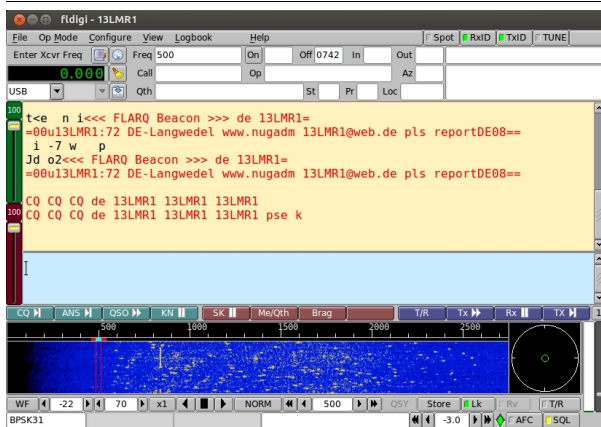 fldigi - 13LMR1
File Op Mode Configure View Logbook Help Spot RxID TxID TUNE
Enter Xcvr Freq Freq 500 On Off 0742 In Out
0.000 Call Op Az
USB Qth St Pr Loc
100
t<e n i<<< FLARQ Beacon >>> de 13LMR1=
=00u13LMR1:72 DE-Langwedel www.nugadm 13LMR1@web.de pls reportDE08==
i -7 w p
Jd o2<<< FLARQ Beacon >>> de 13LMR1=
=00u13LMR1:72 DE-Langwedel www.nugadm 13LMR1@web.de pls reportDE08==
CQ CQ CQ de 13LMR1 13LMR1 13LMR1
100
CQ CQ CQ de 13LMR1 13LMR1 13LMR1 pse k
CQ ANS QSO KN SK Me/Qth Brag T/R Tx Rx TX 1
500 1000 1500 2000 2500
WF -22 70 x1 NORM 500 QSY Store Lk Rv T/R
BPSK31 -3.0 AFC SQL